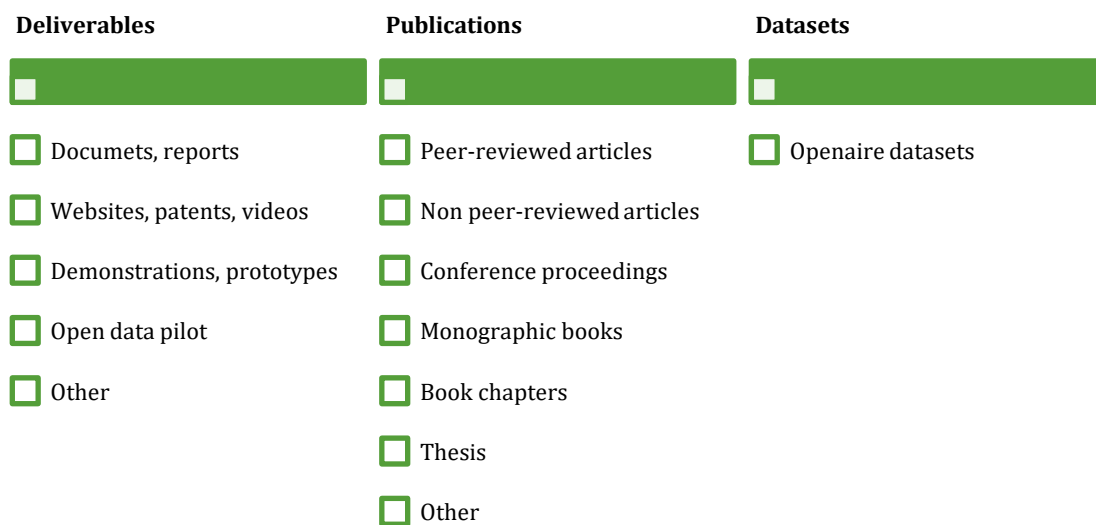 Deliverables
Documets, reports
Websites, patents, videos
Demonstrations, prototypes
Open data pilot
Other
Publications
Peer-reviewed articles
Non peer-reviewed articles
Conference proceedings
Monographic books
Book chapters
Thesis
Other
Datasets
Openaire datasets